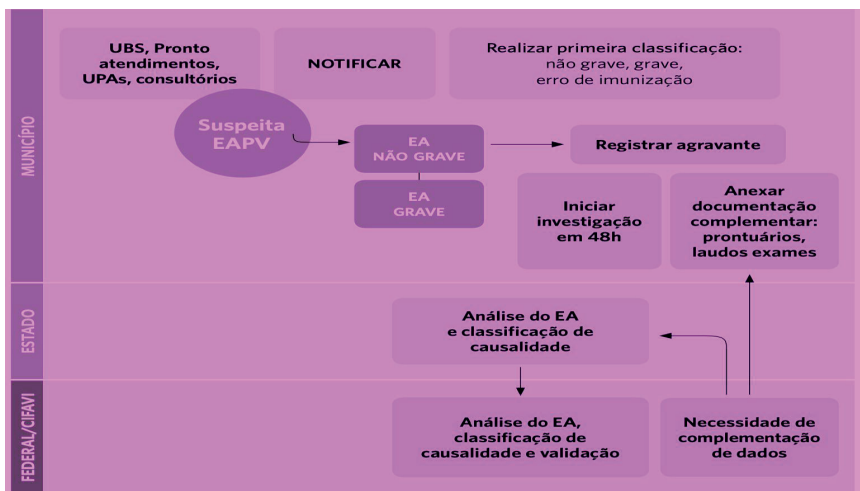 MUNICÍPIO
UBS, Pronto
atendimentos,
UPAs, consultórios
NOTIFICAR
Realizar primeira classificação:
não grave, grave,
erro de imunização
Suspeita
EAPV
EA
NÃO GRAVE
Registrar agravante
EA
GRAVE
Iniciar
investigação
em 48h
Anexar
documentação
complementar:
prontuários,
laudos exames
ESTADO
Análise do EA
e classificação de
causalidade
FEDERAL/CIFAVI
Análise do EA,
classificação de
causalidade e validação
Necessidade de
complementação
de dados